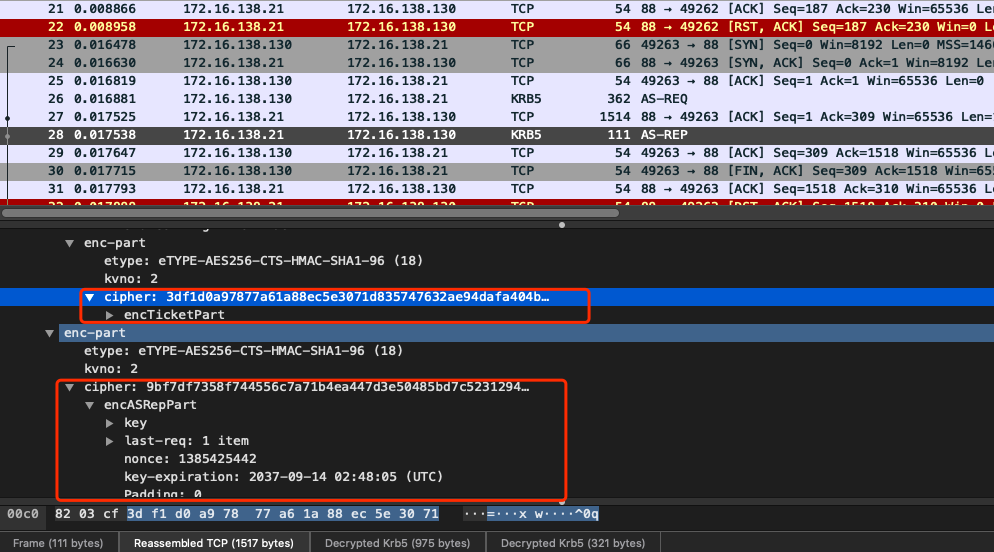 21 0.008866 172.16.138.21 172.16.138.130 TCP 54 88 → 49262 [ACK] Seq=187 Ack=230 Win=65536 L
22 0.008958 172.16.138.21 172.16.138.130 TCP 54 88 → 49262 [RST, ACK] Seq=187 Ack=230 Win=0
23 0.016478 172.16.138.130 172.16.138.21 TCP 66 49263 → 88 [SYN] Seq=0 Win=8192 Len=0 MSS=146
24 0.016630 172.16.138.21 172.16.138.130 TCP 66 88 → 49263 [SYN, ACK] Seq=0 Ack=1 Win=8192
25 0.016819 172.16.138.130 172.16.138.21 TCP 54 49263 → 88 [ACK] Seq=1 Ack=1 Win=65536 Len=0
26 0.016881 172.16.138.130 172.16.138.21 KRB5 362 AS-REQ
27 0.017525 172.16.138.21 172.16.138.130 TCP 1514 88 → 49263 [ACK] Seq=1 Ack=309 Win=65536 Len=
28 0.017538 172.16.138.21 172.16.138.130 KRB5 111 AS-REP
29 0.017647 172.16.138.130 172.16.138.21 TCP 54 49263 → 88 [ACK] Seq=309 Ack=1518 Win=65536
30 0.017715 172.16.138.130 172.16.138.21 TCP 54 49263 → 88 [FIN, ACK] Seq=309 Ack=1518 Win=
31 0.017793 172.16.138.21 172.16.138.130 TCP 54 88 → 49263 [ACK] Seq=1518 Ack=310 Win=65536
enc-part
etype: eTYPE-AES256-CTS-HMAC-SHA1-96 (18)
kvno: 2
cipher: 3df1d0a97877a61a88ec5e3071d835747632ae94dafa404b…
encTicketPart
enc-part
etype: eTYPE-AES256-CTS-HMAC-SHA1-96 (18)
kvno: 2
cipher: 9bf7df7358f744556c7a71b4ea447d3e50485bd7c5231294…
encASRepPart
key
last-req: 1 item
nonce: 1385425442
key-expiration: 2037-09-14 02:48:05 (UTC)
Padding: 0
00c0 82 03 cf 3d f1 d0 a9 78 77 a6 1a 88 ec 5e 30 71 ···=···x w····^0q
Frame (111 bytes) Reassembled TCP (1517 bytes) Decrypted Krb5 (975 bytes) Decrypted Krb5 (321 bytes)